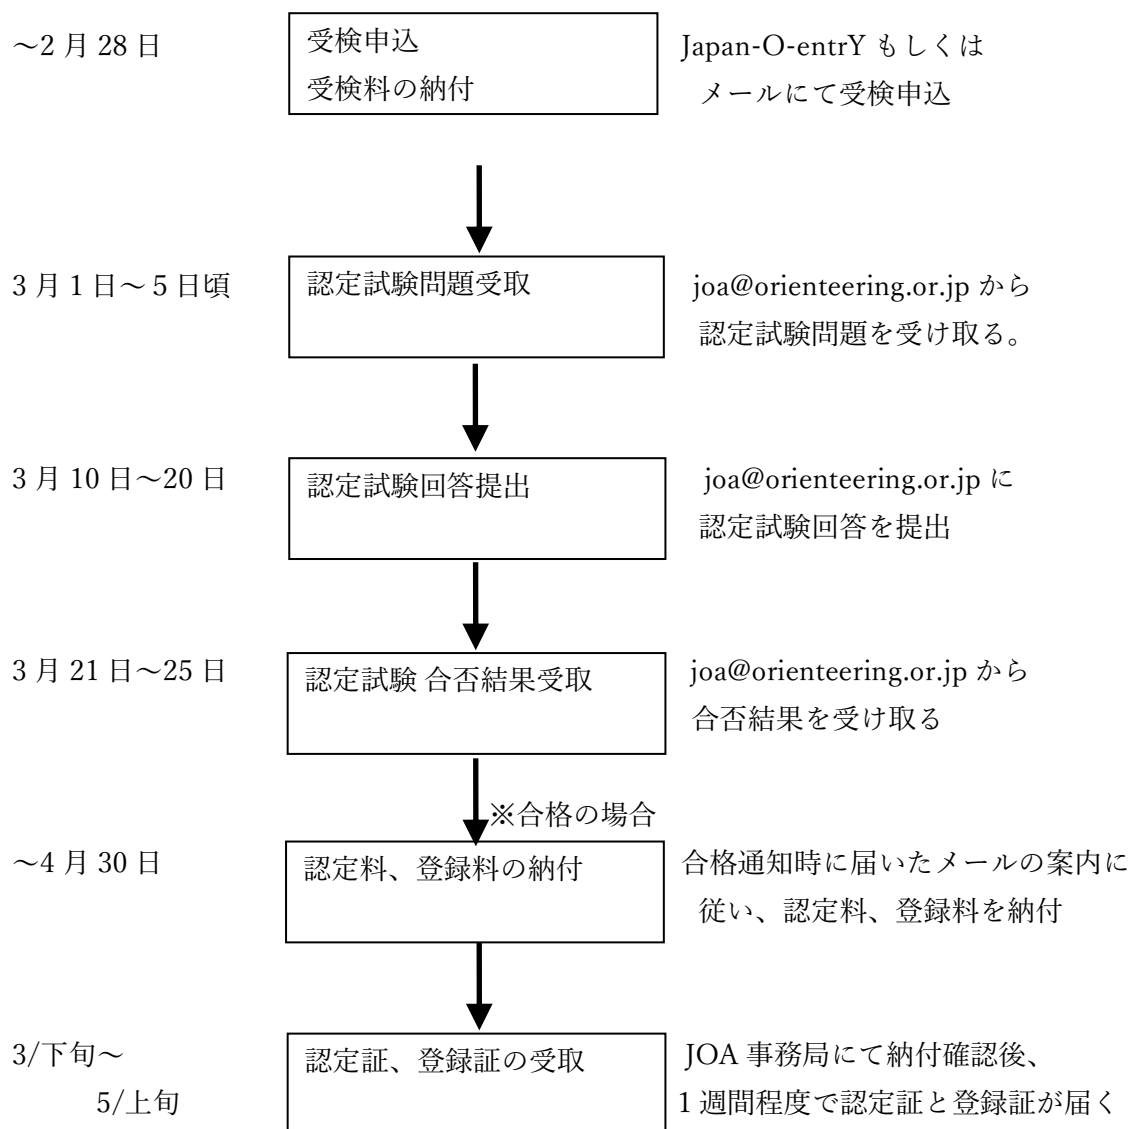 ～2 月 28 日
受検申込
受検料の納付
Japan-O-entrY もしくは
メールにて受検申込
3 月 1 日～ 5 日頃
認定試験問題受取
joa@orienteering.or.jp から
認定試験問題を受け取る。
3 月 10 日～20 日
認定試験回答提出
joa@orienteering.or.jp に
認定試験回答を提出
3 月 21 日～25 日
認定試験 合否結果受取
joa@orienteering.or.jp から
合否結果を受け取る
※合格の場合
～4 月 30 日
認定料、登録料の納付
合格通知時に届いたメールの案内に
従い、認定料、登録料を納付
3/下旬～
5/上旬
認定証、登録証の受取
JOA 事務局にて納付確認後、
1 週間程度で認定証と登録証が届く